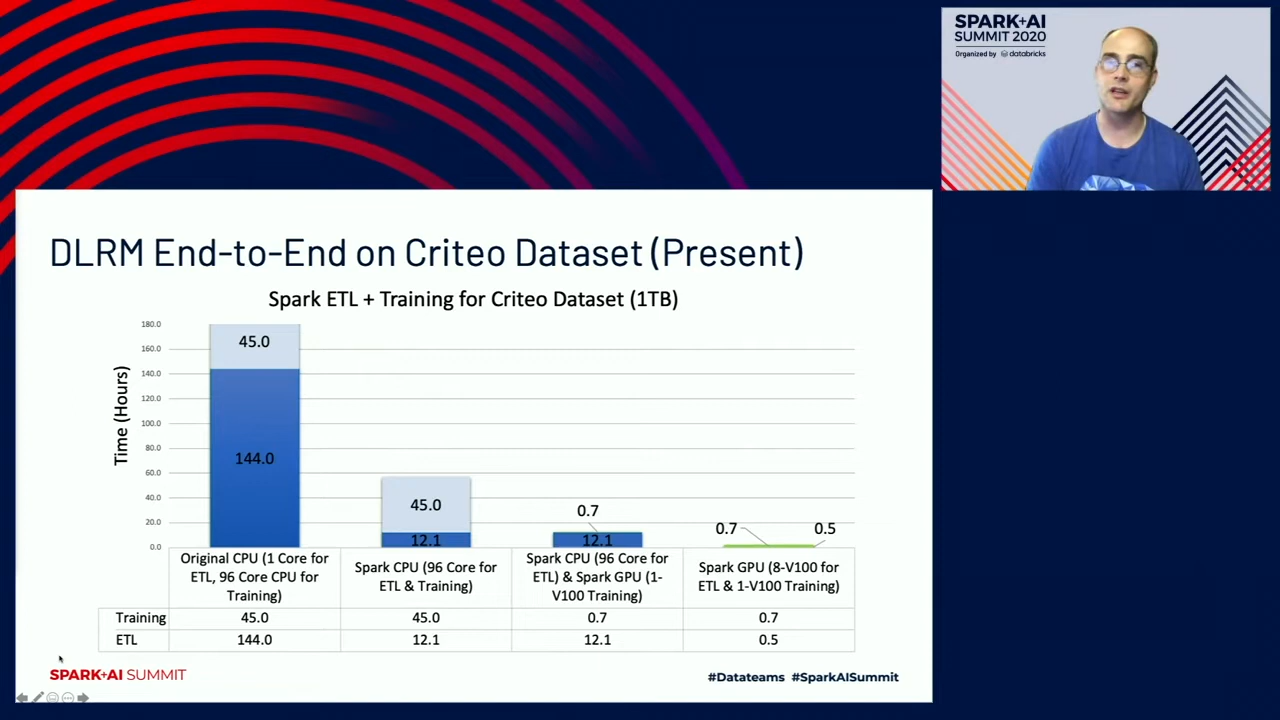 SPARK+AI
SUMMIT 2020
Organized by databricks
DLRM End-to-End on Criteo Dataset (Present)
Spark ETL + Training for Criteo Dataset (1TB)
Time (Hours)
180.0
160.0
140.0
120.0
100.0
80.0
60.0
40.0
20.0
0.0
45.0
144.0
45.0
12.1
0.7
12.1
0.7
0.5
Original CPU (1 Core for
ETL, 96 Core CPU for
Training)
Spark CPU (96 Core for
ETL & Training)
Spark CPU (96 Core for
ETL) & Spark GPU (1-
V100 Training)
Spark GPU (8-V100 for
ETL & 1-V100 Training)
Training 45.0 45.0 0.7 0.7
ETL 144.0 12.1 12.1 0.5
SPARK+AI SUMMIT
#Datateams #SparkAISummit